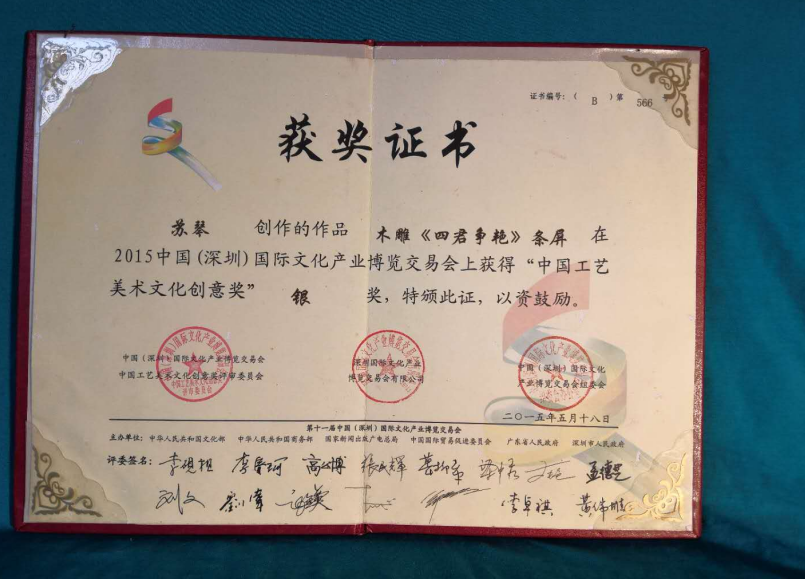 证书编号：（ B ）第 566 号
获奖证书
苏琴 创作的作品 木雕《四君争艳》条屏 在
2015中国(深圳)国际文化产业博览交易会上获得“中国工艺
美术文化创意奖” 银 奖，特颁此证，以资鼓励。
中国（深圳）国际文化产业博览交易会
中国工艺美术文化创意奖评审委员会
深圳国际文化产业
博览交易会有限公司
中国（深圳）国际文化
产业博览交易会组委会
二〇一五年五月十八日
第十一届中国（深圳）国际文化产业博览交易会
主办单位：中华人民共和国文化部 中华人民共和国商务部 国家新闻出版广电总局 中国国际贸易促进委员会 广东省人民政府 深圳市人民政府
评委签名：